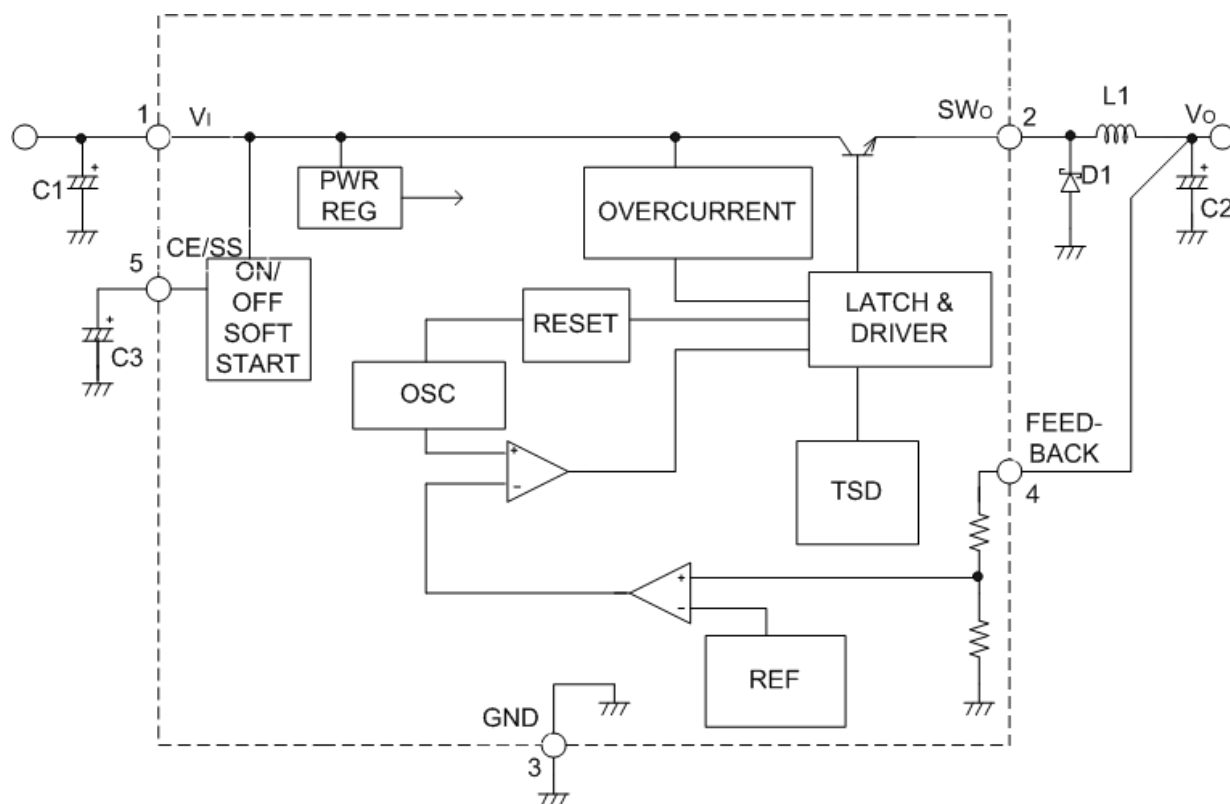 1
VI
SWO
2
L1
VO
+
C1
PWR
REG
OVERCURRENT
D1
+
C2
CE/SS
5
ON/
OFF
SOFT
START
+
C3
RESET
LATCH &
DRIVER
OSC
+
−
TSD
FEED-
BACK
4
+
−
REF
GND
3